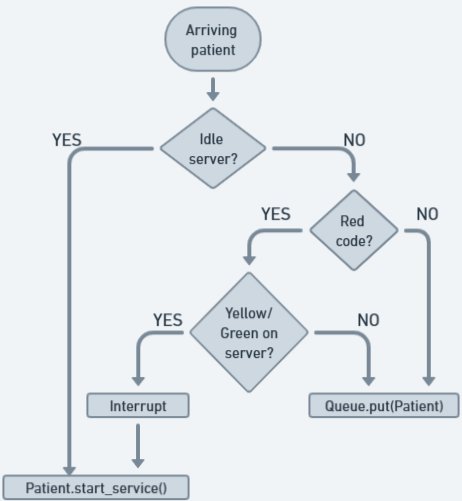 Arriving
patient
YES
Idle
server?
NO
YES
Red
code?
NO
YES
Yellow/
Green on
server?
NO
Interrupt
Queue.put(Patient)
Patient.start_service()